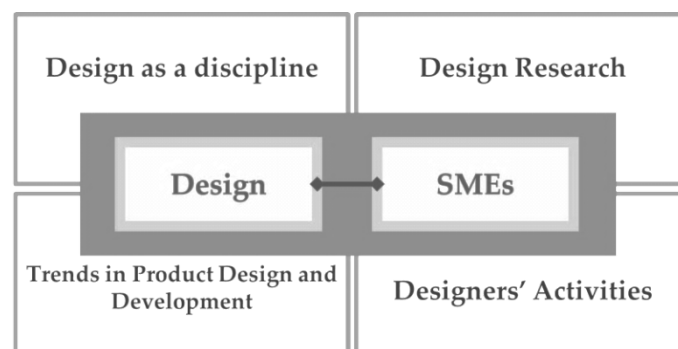 Design as a discipline
Design Research
Design
SMEs
Trends in Product Design and
Development
Designers’ Activities